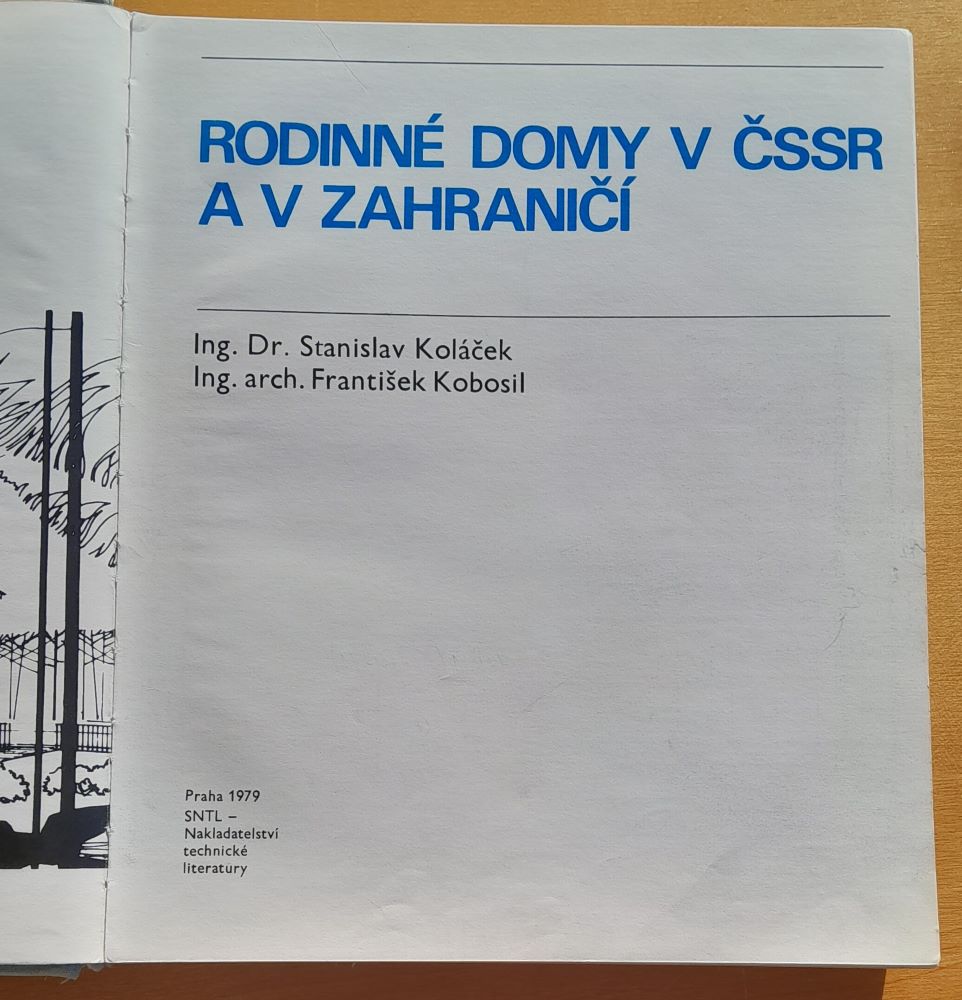 RODINNÉ DOMY V ČSSR
A V ZAHRANIČÍ
Ing. Dr. Stanislav Koláček
Ing. arch. František Kobosil
Praha 1979
SNTL –
Nakladatelství
technické
literatury